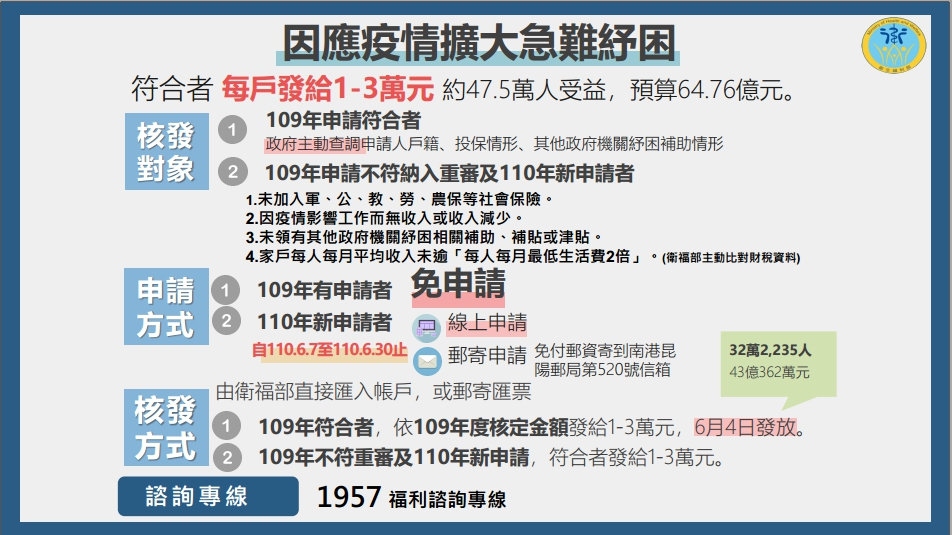 因應疫情擴大急難紓困
符合者 每戶發給1-3萬元 約47.5萬人受益，預算64.76億元。
核發
對象
1 109年申請符合者
政府主動查調申請人戶籍、投保情形、其他政府機關紓困補助情形
2 109年申請不符納入重審及110年新申請者
1.未加入軍、公、教、勞、農保等社會保險。
2.因疫情影響工作而無收入或收入減少。
3.未領有其他政府機關紓困相關補助、補貼或津貼。
4.家戶每人每月平均收入未逾「每人每月最低生活費2倍」。(衛福部主動比對財稅資料)
申請
方式
1 109年有申請者 免申請
2 110年新申請者 線上申請
自110.6.7至110.6.30止
郵寄申請 免付郵資寄到南港昆
陽郵局第520號信箱
32萬2,235人
43億362萬元
核發
方式
由衛福部直接匯入帳戶，或郵寄匯票
1 109年符合者，依109年度核定金額發給1-3萬元，6月4日發放。
2 109年不符重審及110年新申請，符合者發給1-3萬元。
諮詢專線 1957 福利諮詢專線